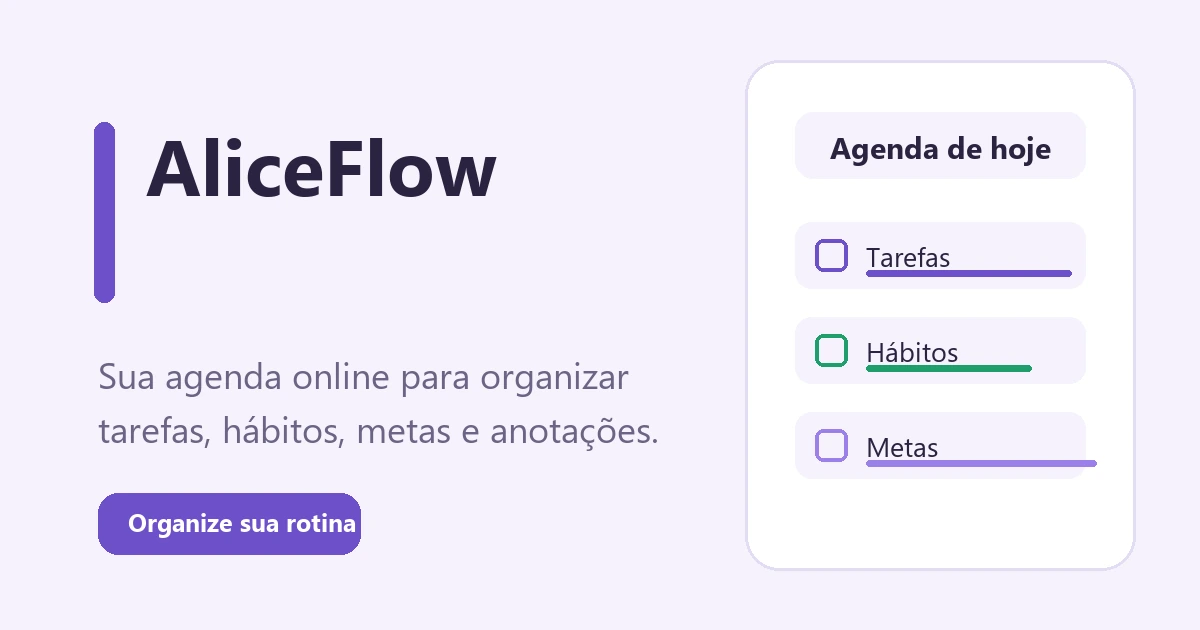 AliceFlow
Sua agenda online para organizar
tarefas, hábitos, metas e anotações.
Organize sua rotina
Agenda de hoje
Tarefas
Hábitos
Metas